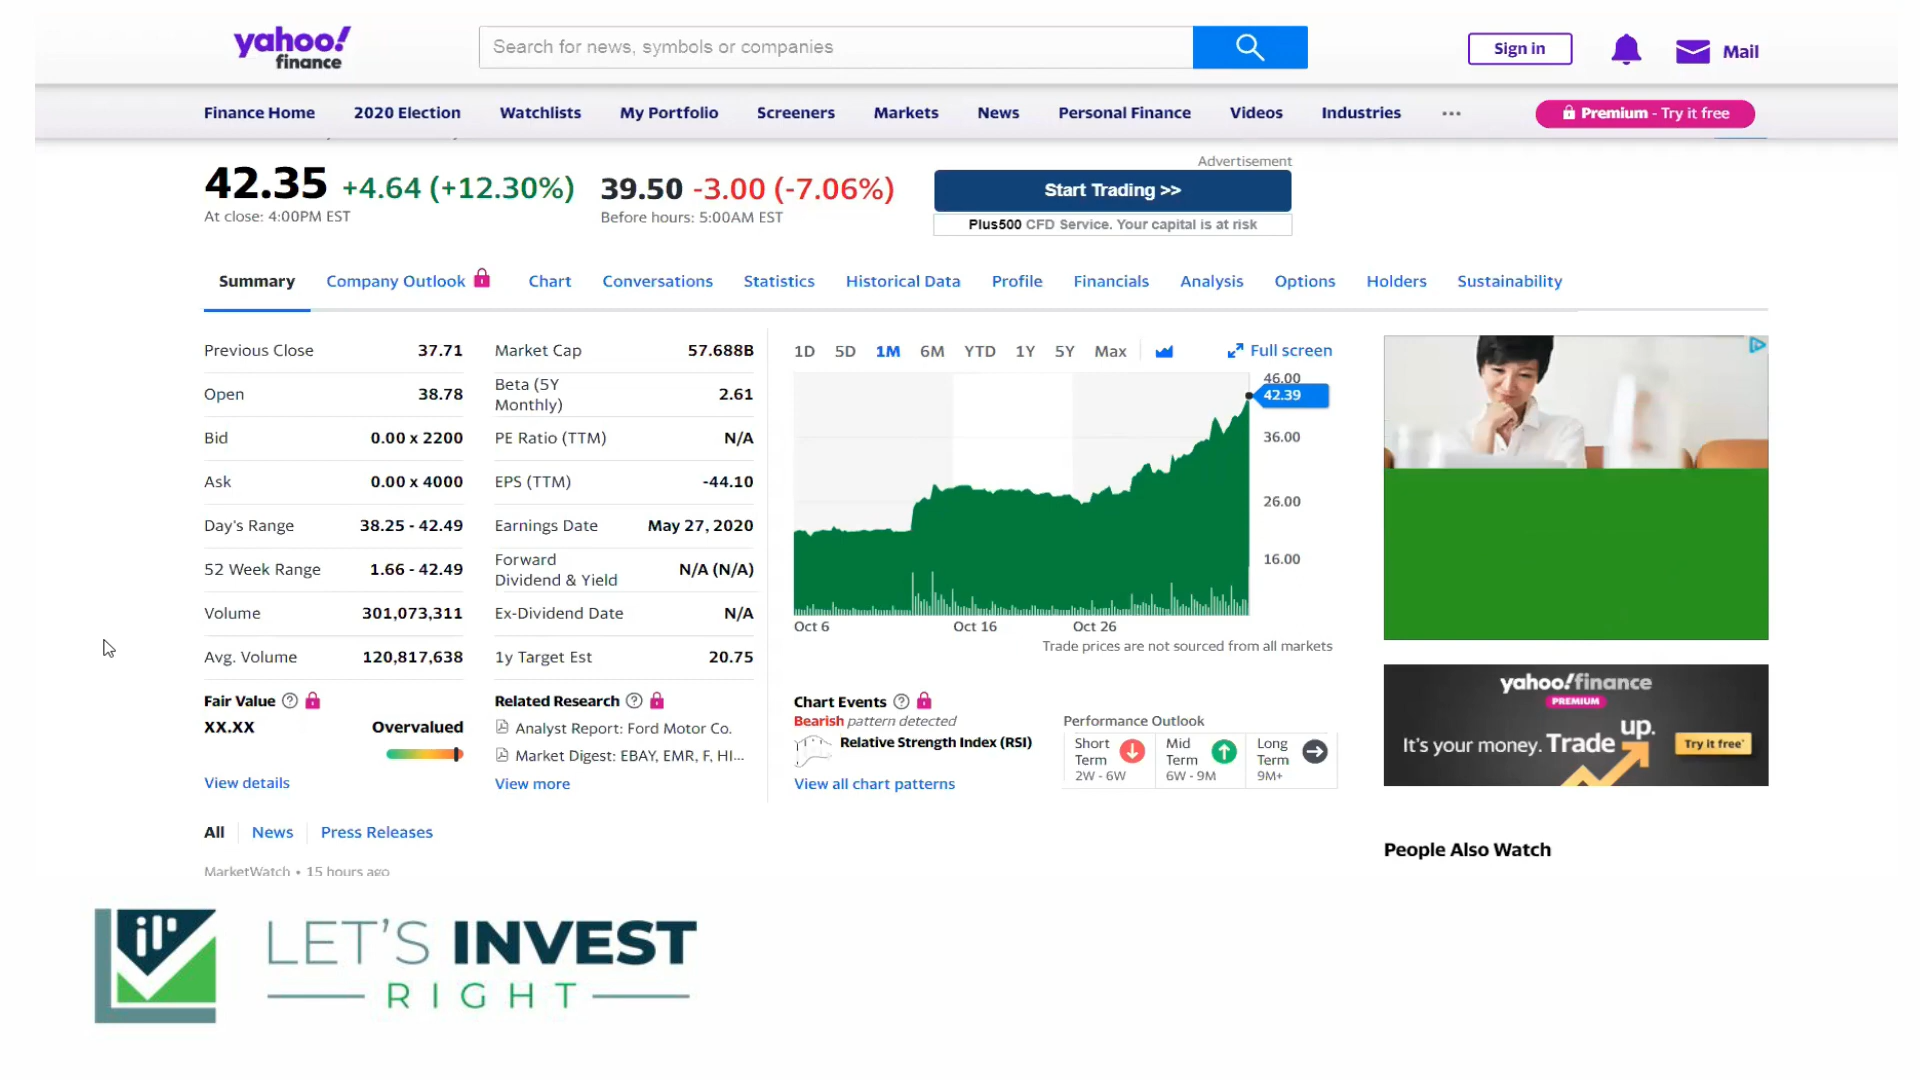 yahoo!
finance
Search for news, symbols or companies
Sign in
Mail
Finance Home 2020 Election Watchlists My Portfolio Screeners Markets News Personal Finance Videos Industries ... Premium - Try it free
42.35 +4.64 (+12.30%) 39.50 -3.00 (-7.06%)
At close: 4:00PM EST Before hours: 5:00AM EST
Advertisement
Start Trading >>
Plus500 CFD Service. Your capital is at risk
Summary Company Outlook Chart Conversations Statistics Historical Data Profile Financials Analysis Options Holders Sustainability
Previous Close 37.71
Open 38.78
Bid 0.00 x 2200
Ask 0.00 x 4000
Day's Range 38.25 - 42.49
52 Week Range 1.66 - 42.49
Volume 301,073,311
Avg. Volume 120,817,638
Market Cap 57.688B
Beta (5Y
Monthly) 2.61
PE Ratio (TTM) N/A
EPS (TTM) -44.10
Earnings Date May 27, 2020
Forward
Dividend & Yield N/A (N/A)
Ex-Dividend Date N/A
1y Target Est 20.75
1D 5D 1M 6M YTD 1Y 5Y Max Full screen
46.00
42.39
36.00
26.00
16.00
Oct 6 Oct 16 Oct 26
Trade prices are not sourced from all markets
Fair Value ?
XX.XX Overvalued
View details
Related Research ?
Analyst Report: Ford Motor Co.
Market Digest: EBAY, EMR, F, HI...
View more
Chart Events ?
Bearish pattern detected
Relative Strength Index (RSI)
View all chart patterns
Performance Outlook
Short
Term
2W - 6W
Mid
Term
6W - 9M
Long
Term
9M+
yahoo!finance
PREMIUM
It's your money. Trade up.
Try it free*
All News Press Releases
People Also Watch
MarketWatch • 15 hours ago
LET'S INVEST
RIGHT